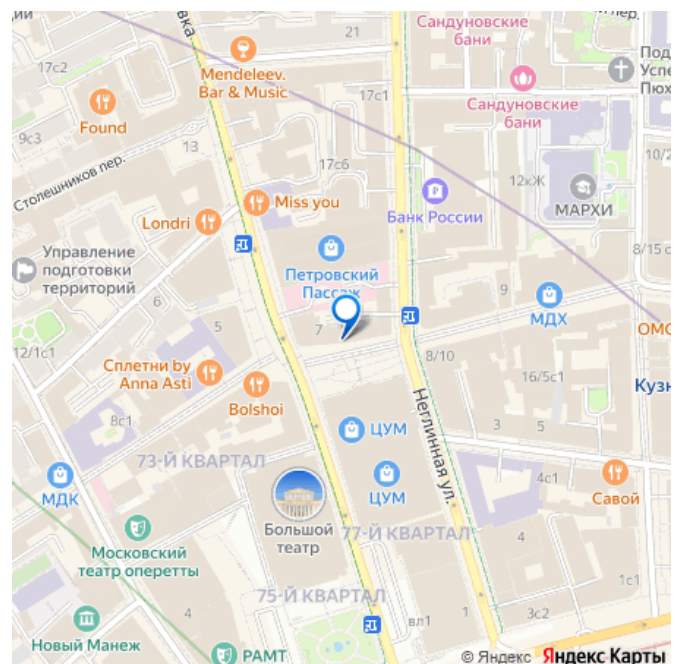 Сандуновские
бани
пер.
21
вка
17с2
Mendeleev.
Bar & Music
Под
Успе
Пюх
17с1
Сандуновские
бани
Found
9с3
13
10/2
17с6
Столешников пер.
12кЖ
МАРХИ
Miss you
Банк России
Londri
8/15 с
Управление
подготовки
территорий
Петровский
Пассаж
6
9
МДХ
5
7
ОМС
12/1с1
8/10
Сплетни by
Anna Asti
16/5с1
Кузн
Bolshoi
8с1
Неглинная ул.
ЦУМ
3
5
73-Й КВАРТАЛ
МДК
ЦУМ
4с1
Савой
Большой
театр
77-Й КВАРТАЛ
Московский
театр оперетты
4
75-Й КВАРТАЛ
1с1
4
вл1
1
3с2
Новый Манеж
РАМТ
© Яндекс Яндекс Карты